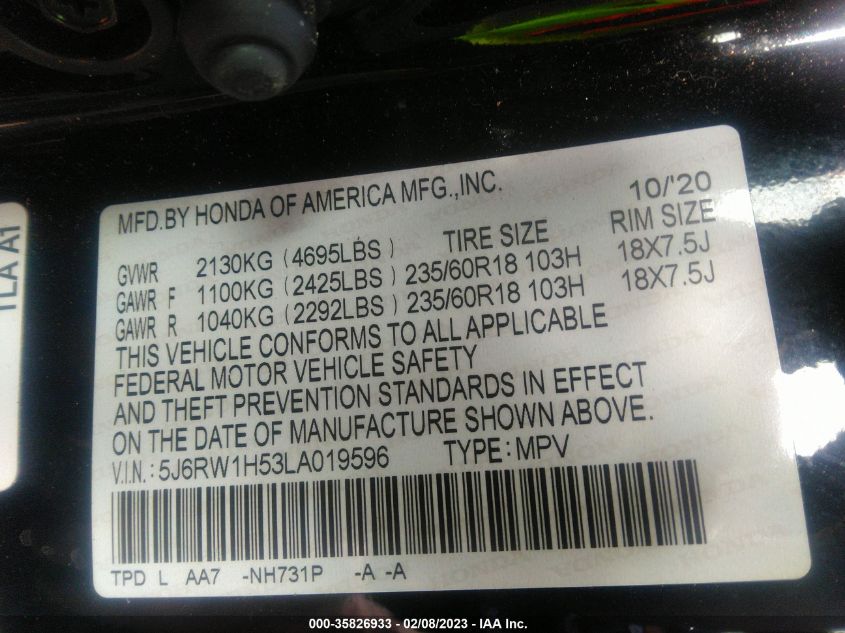 TLA A1
MFD.BY HONDA OF AMERICA MFG.,INC. 10/'20
GVWR 2130KG (4695LBS) TIRE SIZE RIM SIZE
GAWR F 1100KG (2425LBS) 235/60R18 103H 18X7.5J
GAWR R 1040KG (2292LBS) 235/60R18 103H 18X7.5J
THIS VEHICLE CONFORMS TO ALL APPLICABLE
FEDERAL MOTOR VEHICLE SAFETY
AND THEFT PREVENTION STANDARDS IN EFFECT
ON THE DATE OF MANUFACTURE SHOWN ABOVE.
V.I.N.: 5J6RW1H53LA019596 TYPE: MPV
TPD L AA7 -NH731P -A -A
000-35826933 - 02/08/2023 - IAA Inc.